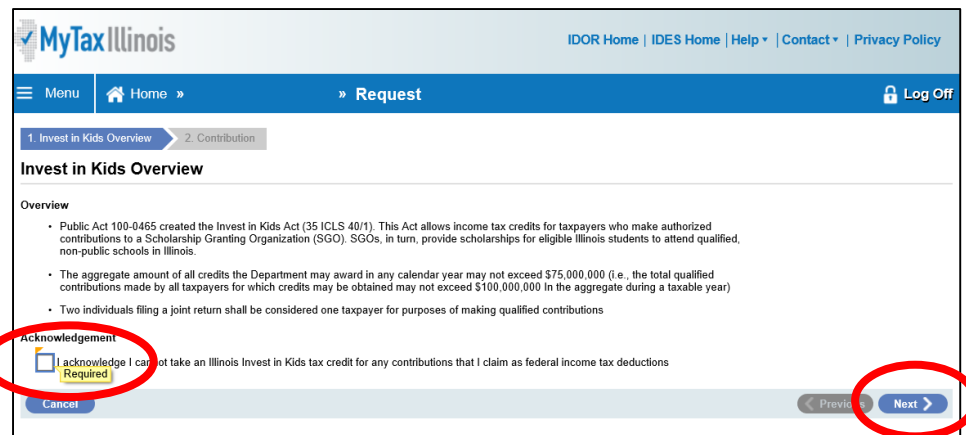 MyTax Illinois
IDOR Home | IDES Home | Help | Contact | Privacy Policy
Menu Home » » Request Log Off
1. Invest in Kids Overview 2. Contribution
Invest in Kids Overview
Overview
• Public Act 100-0465 created the Invest in Kids Act (35 ICLS 40/1). This Act allows income tax credits for taxpayers who make authorized
contributions to a Scholarship Granting Organization (SGO). SGOs, in turn, provide scholarships for eligible Illinois students to attend qualified,
non-public schools in Illinois.
• The aggregate amount of all credits the Department may award in any calendar year may not exceed $75,000,000 (i.e., the total qualified
contributions made by all taxpayers for which credits may be obtained may not exceed $100,000,000 In the aggregate during a taxable year)
• Two individuals filing a joint return shall be considered one taxpayer for purposes of making qualified contributions
Acknowledgement
I acknowledge I cannot take an Illinois Invest in Kids tax credit for any contributions that I claim as federal income tax deductions
Required
Cancel Previous Next